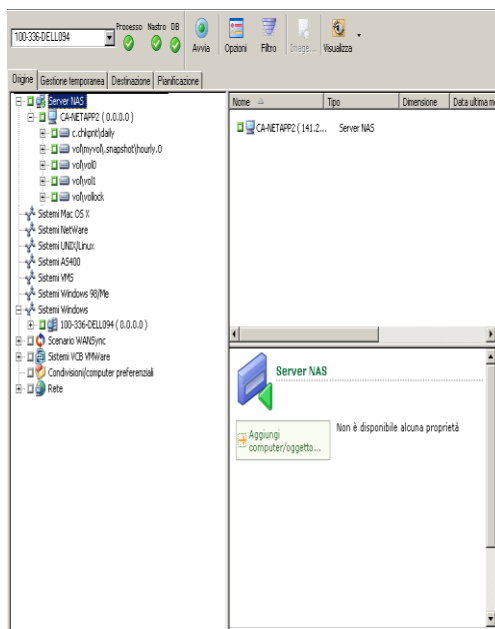 100-336-DELL094
Processo Nastro DB
Avvia
Opzioni
Filtro
Image...
Visualizza
Origine Gestione temporanea Destinazione Pianificazione
Server NAS
CA-NETAPP2 ( 0.0.0.0 )
c.chkpnt\daily
vol\myvol\.snapshot\hourly.0
vol\vol0
vol\vol1
vol\vollock
Sistemi Mac OS X
Sistemi NetWare
Sistemi UNIX/Linux
Sistemi AS400
Sistemi VMS
Sistemi Windows 98/Me
Sistemi Windows
100-336-DELL094 ( 0.0.0.0 )
Scenario WANSync
Sistemi VCB VMWare
Condivisioni/computer preferenziali
Rete
Nome Tipo Dimensione Data ultima m
CA-NETAPP2 ( 141.2... Server NAS
Server NAS
Aggiungi
computer/oggetto...
Non è disponibile alcuna proprietà